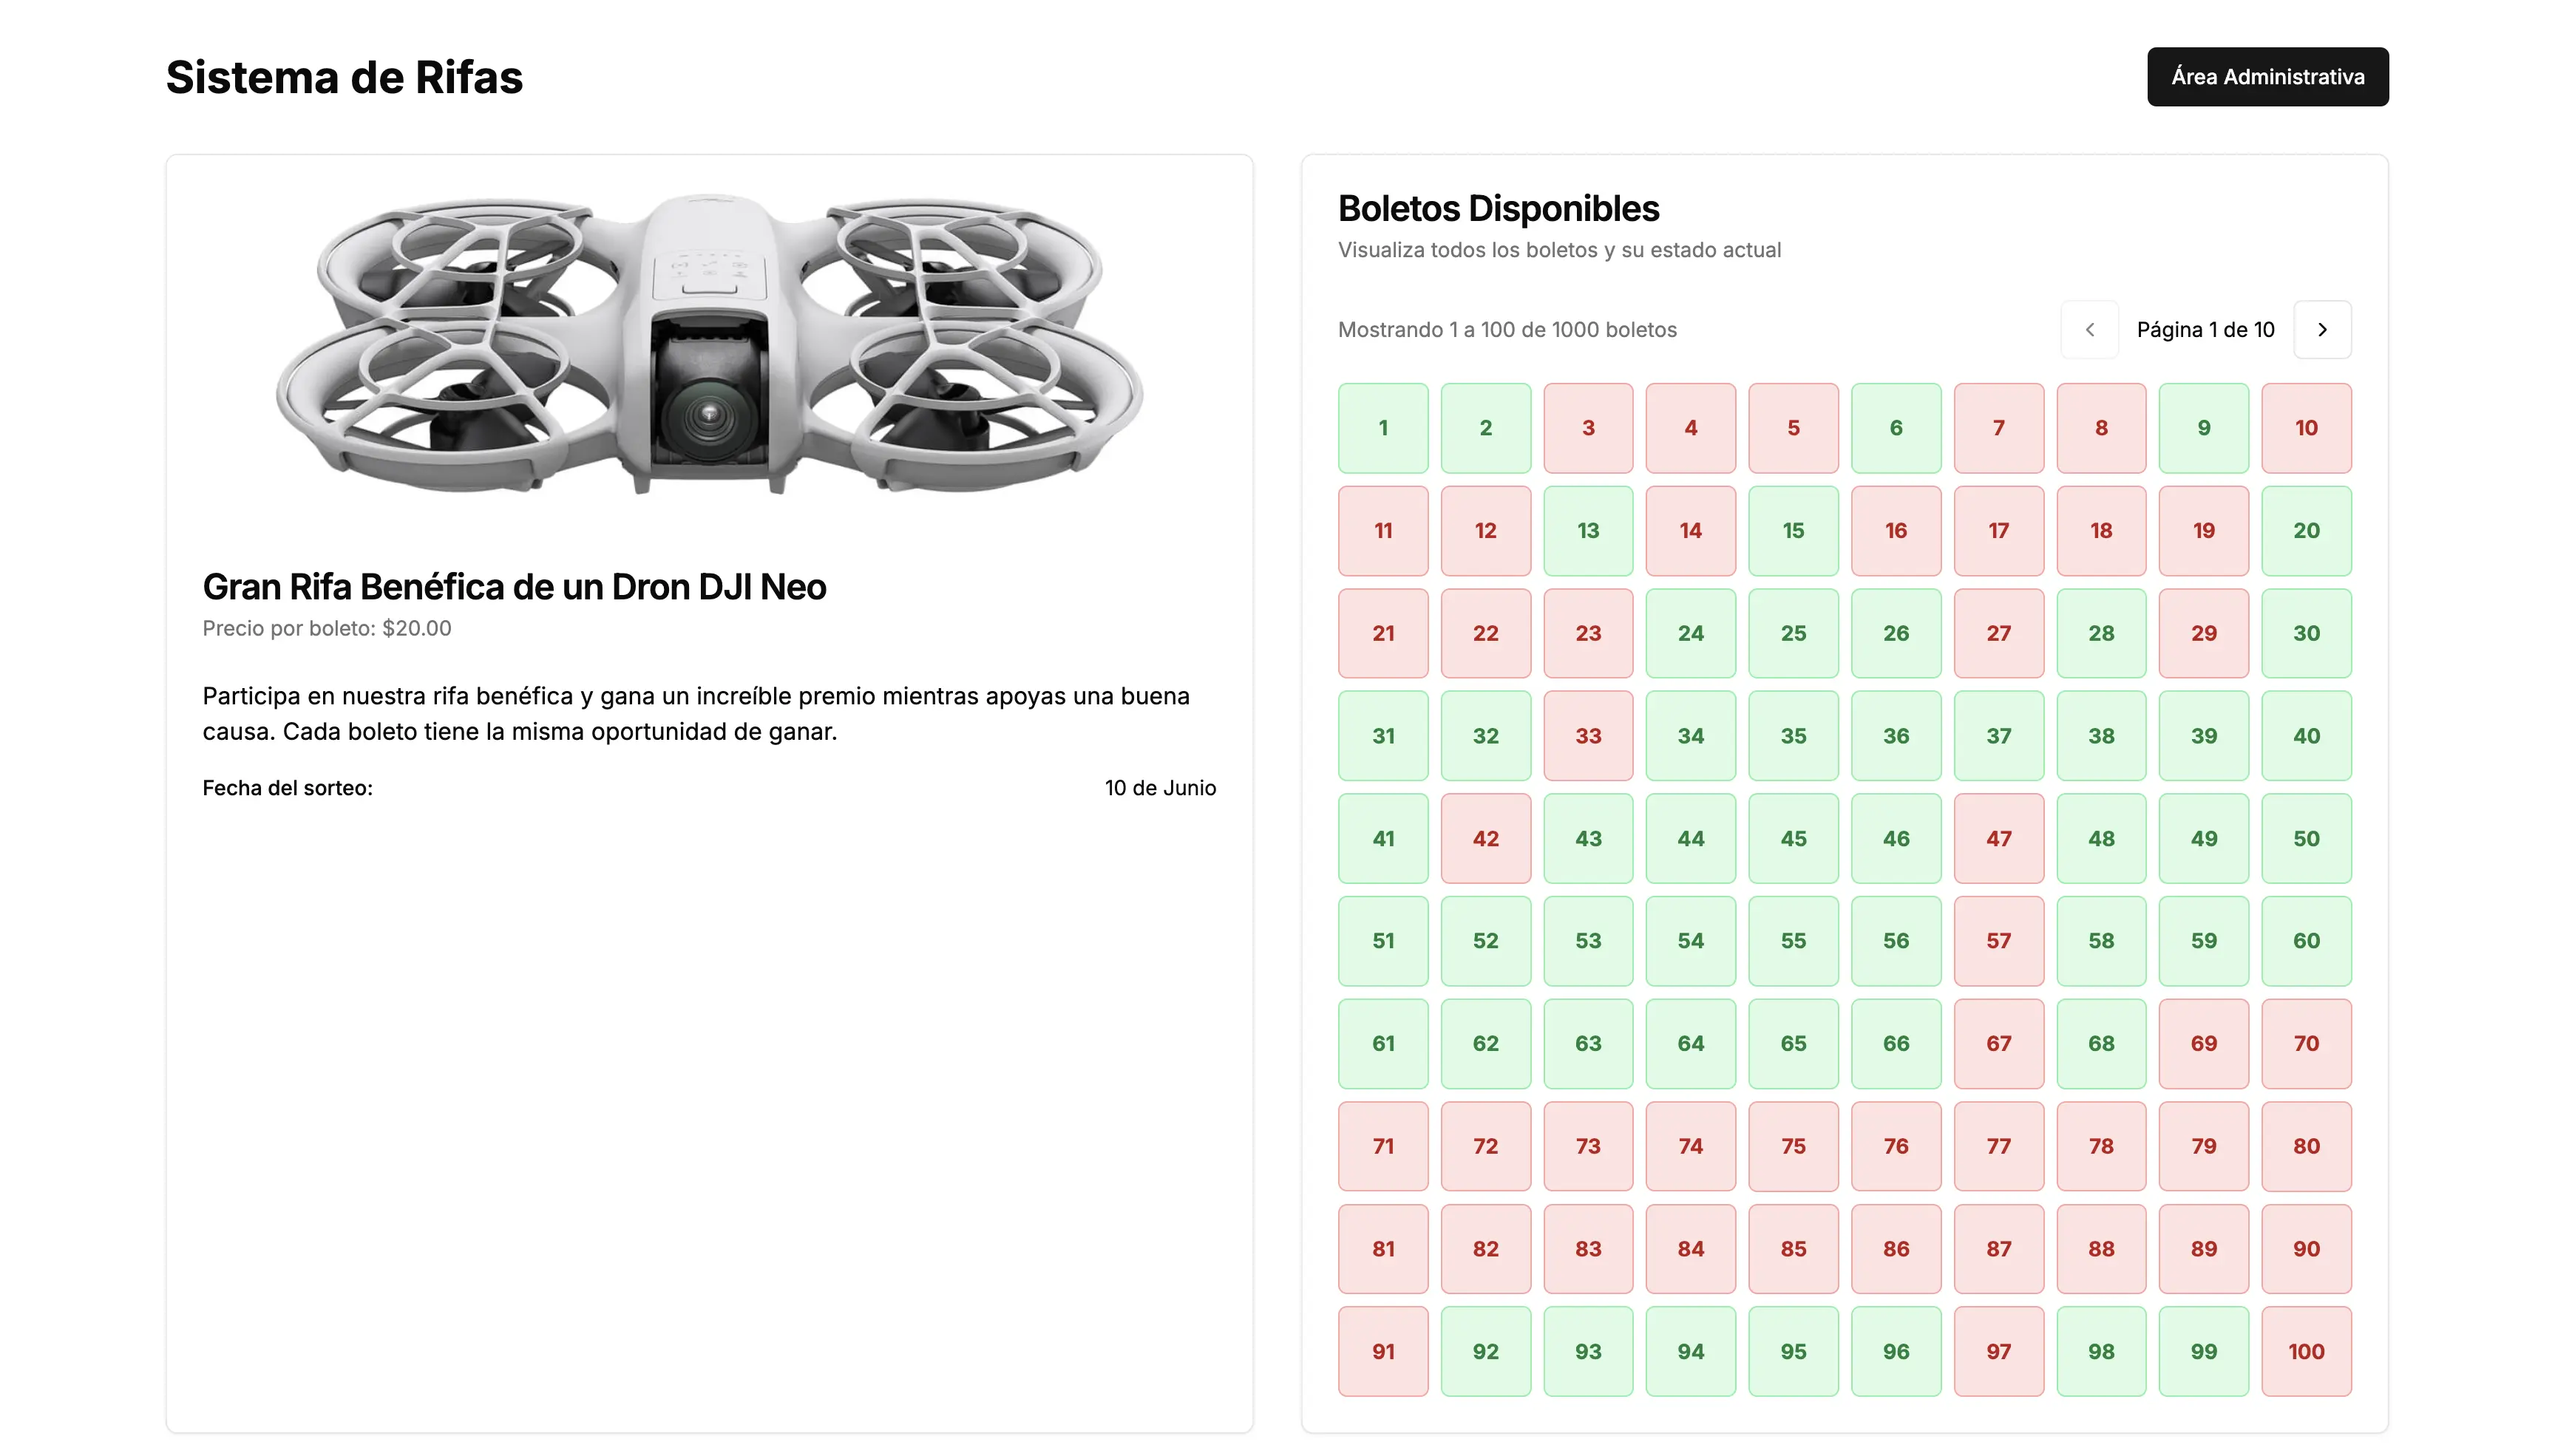 Sistema de Rifas
Área Administrativa
Gran Rifa Benéfica de un Dron DJI Neo
Precio por boleto: $20.00
Participa en nuestra rifa benéfica y gana un increíble premio mientras apoyas una buena
causa. Cada boleto tiene la misma oportunidad de ganar.
Fecha del sorteo: 10 de Junio
Boletos Disponibles
Visualiza todos los boletos y su estado actual
Mostrando 1 a 100 de 1000 boletos
Página 1 de 10
1 2 3 4 5 6 7 8 9 10
11 12 13 14 15 16 17 18 19 20
21 22 23 24 25 26 27 28 29 30
31 32 33 34 35 36 37 38 39 40
41 42 43 44 45 46 47 48 49 50
51 52 53 54 55 56 57 58 59 60
61 62 63 64 65 66 67 68 69 70
71 72 73 74 75 76 77 78 79 80
81 82 83 84 85 86 87 88 89 90
91 92 93 94 95 96 97 98 99 100